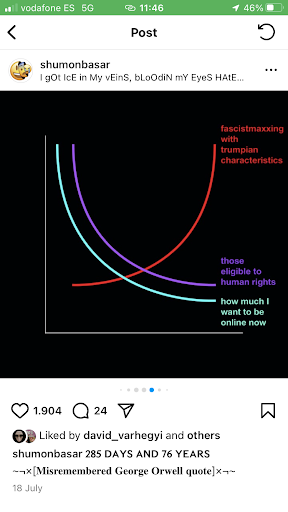 vodafone ES 5G 11:46 46%
Post
shumonbasar
I gOt IcE in My vEinS, bLoOdiN mY EyeS HAtE...
fascistmaxxing
with
trumpian
characteristics
those
eligible to
human rights
how much I
want to be
online now
1.904 24
Liked by david_varhegyi and others
shumonbasar 285 DAYS AND 76 YEARS
~¬×[Misremembered George Orwell quote]×¬~
18 July